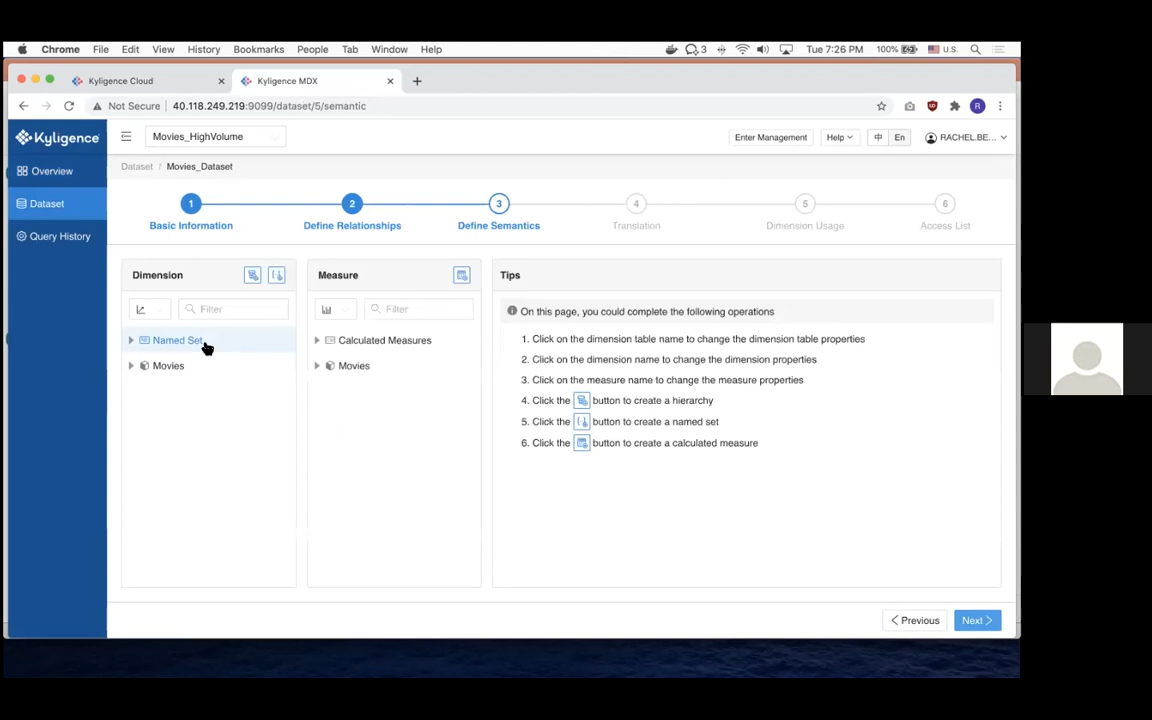 Chrome File Edit View History Bookmarks People Tab Window Help 3 Tue 7:26 PM 100% U.S.
Kyligence Cloud Kyligence MDX
Not Secure 40.118.249.219:9099/dataset/5/semantic R
Kyligence Movies_HighVolume Enter Management Help 中 En RACHEL.BE...
Overview
Dataset
Query History
Dataset / Movies_Dataset
1 2 3 4 5 6
Basic Information Define Relationships Define Semantics Translation Dimension Usage Access List
Dimension
Filter
Named Set
Movies
Measure
Filter
Calculated Measures
Movies
Tips
On this page, you could complete the following operations
1. Click on the dimension table name to change the dimension table properties
2. Click on the dimension name to change the dimension properties
3. Click on the measure name to change the measure properties
4. Click the button to create a hierarchy
5. Click the button to create a named set
6. Click the button to create a calculated measure
Previous Next